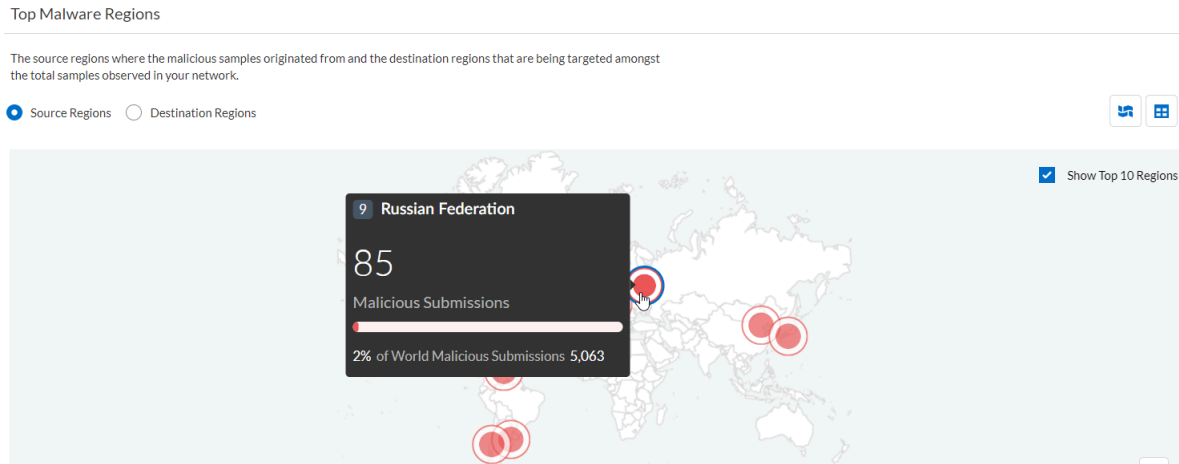 Top Malware Regions
The source regions where the malicious samples originated from and the destination regions that are being targeted amongst
the total samples observed in your network.
Source Regions Destination Regions
Show Top 10 Regions
9 Russian Federation
85
Malicious Submissions
2% of World Malicious Submissions 5,063